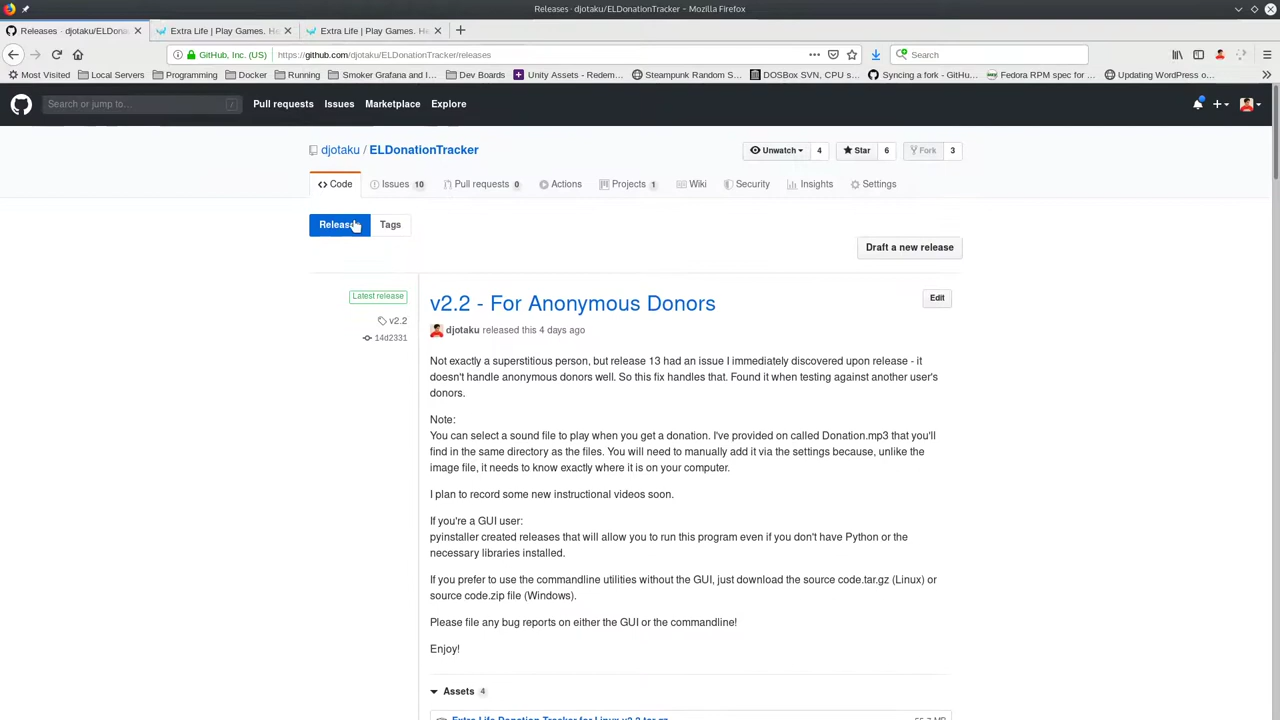 Releases · djotaku/ELDonationTracker – Mozilla Firefox
Releases · djotaku/ELDona
Extra Life | Play Games. He
Extra Life | Play Games. He
GitHub, Inc. (US)
https://github.com/djotaku/ELDonationTracker/releases
Search
Most Visited
Local Servers
Programming
Docker
Running
Smoker Grafana and I…
Dev Boards
Unity Assets - Redem…
Steampunk Random S…
DOSBox SVN, CPU s…
Syncing a fork - GitHu…
Fedora RPM spec for …
Updating WordPress o…
Search or jump to…
/
Pull requests
Issues
Marketplace
Explore
djotaku / ELDonationTracker
Unwatch 4
Star 6
Fork 3
Code
Issues 10
Pull requests 0
Actions
Projects 1
Wiki
Security
Insights
Settings
Releases
Tags
Draft a new release
Latest release
v2.2
14d2331
v2.2 - For Anonymous Donors
Edit
djotaku released this 4 days ago
Not exactly a superstitious person, but release 13 had an issue I immediately discovered upon release - it
doesn't handle anonymous donors well. So this fix handles that. Found it when testing against another user's
donors.
Note:
You can select a sound file to play when you get a donation. I've provided on called Donation.mp3 that you'll
find in the same directory as the files. You will need to manually add it via the settings because, unlike the
image file, it needs to know exactly where it is on your computer.
I plan to record some new instructional videos soon.
If you're a GUI user:
pyinstaller created releases that will allow you to run this program even if you don't have Python or the
necessary libraries installed.
If you prefer to use the commandline utilities without the GUI, just download the source code.tar.gz (Linux) or
source code.zip file (Windows).
Please file any bug reports on either the GUI or the commandline!
Enjoy!
Assets 4
Extra Life Donation Tracker for Linux v2.2.tar.gz
55.7 MB